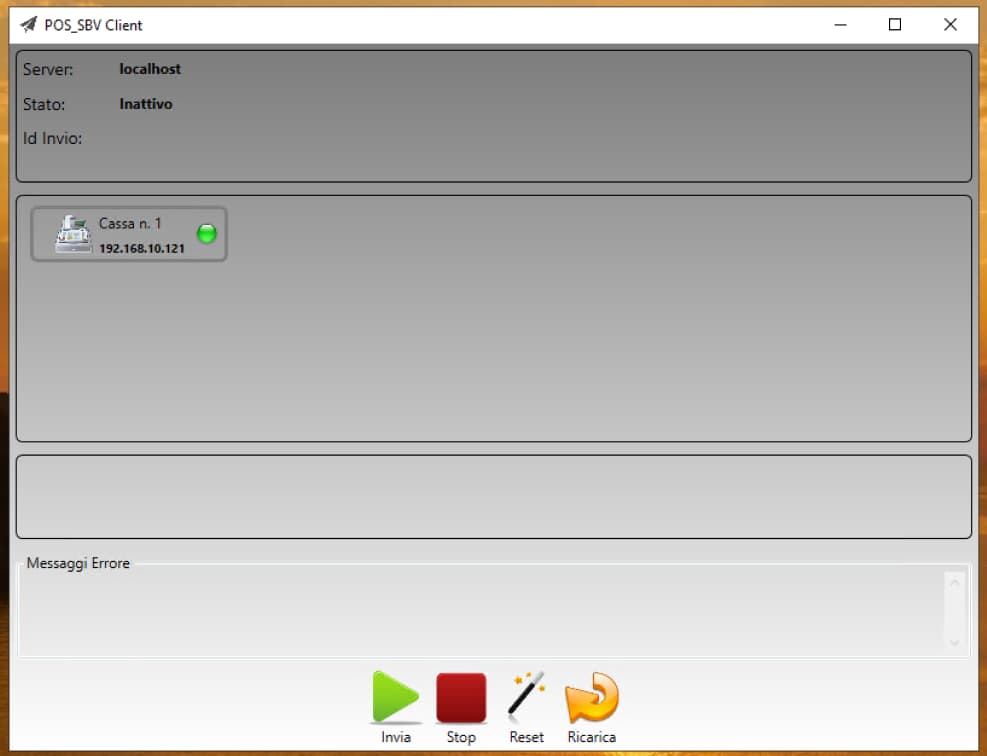 POS_SBV Client
Server: localhost
Stato: Inattivo
Id Invio:
Cassa n. 1
192.168.10.121
Messaggi Errore
Invia Stop Reset Ricarica